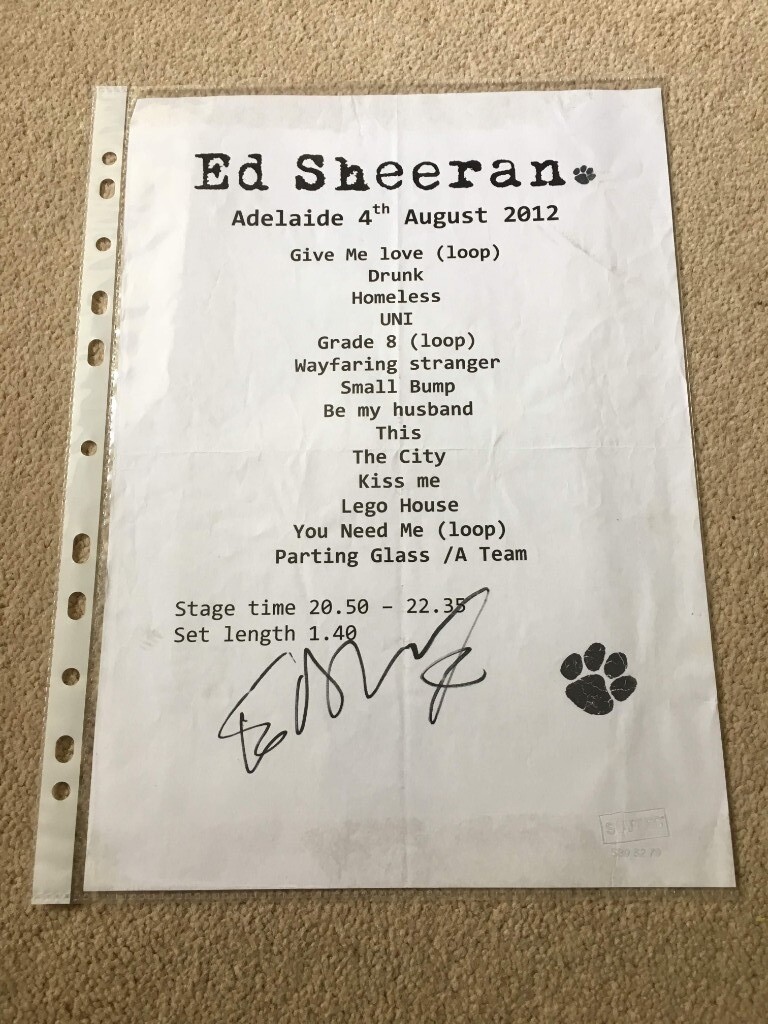 Ed Sheeran
Adelaide 4th August 2012
Give Me love (loop)
Drunk
Homeless
UNI
Grade 8 (loop)
Wayfaring stranger
Small Bump
Be my husband
This
The City
Kiss me
Lego House
You Need Me (loop)
Parting Glass /A Team
Stage time 20.50 – 22.35
Set length 1.40